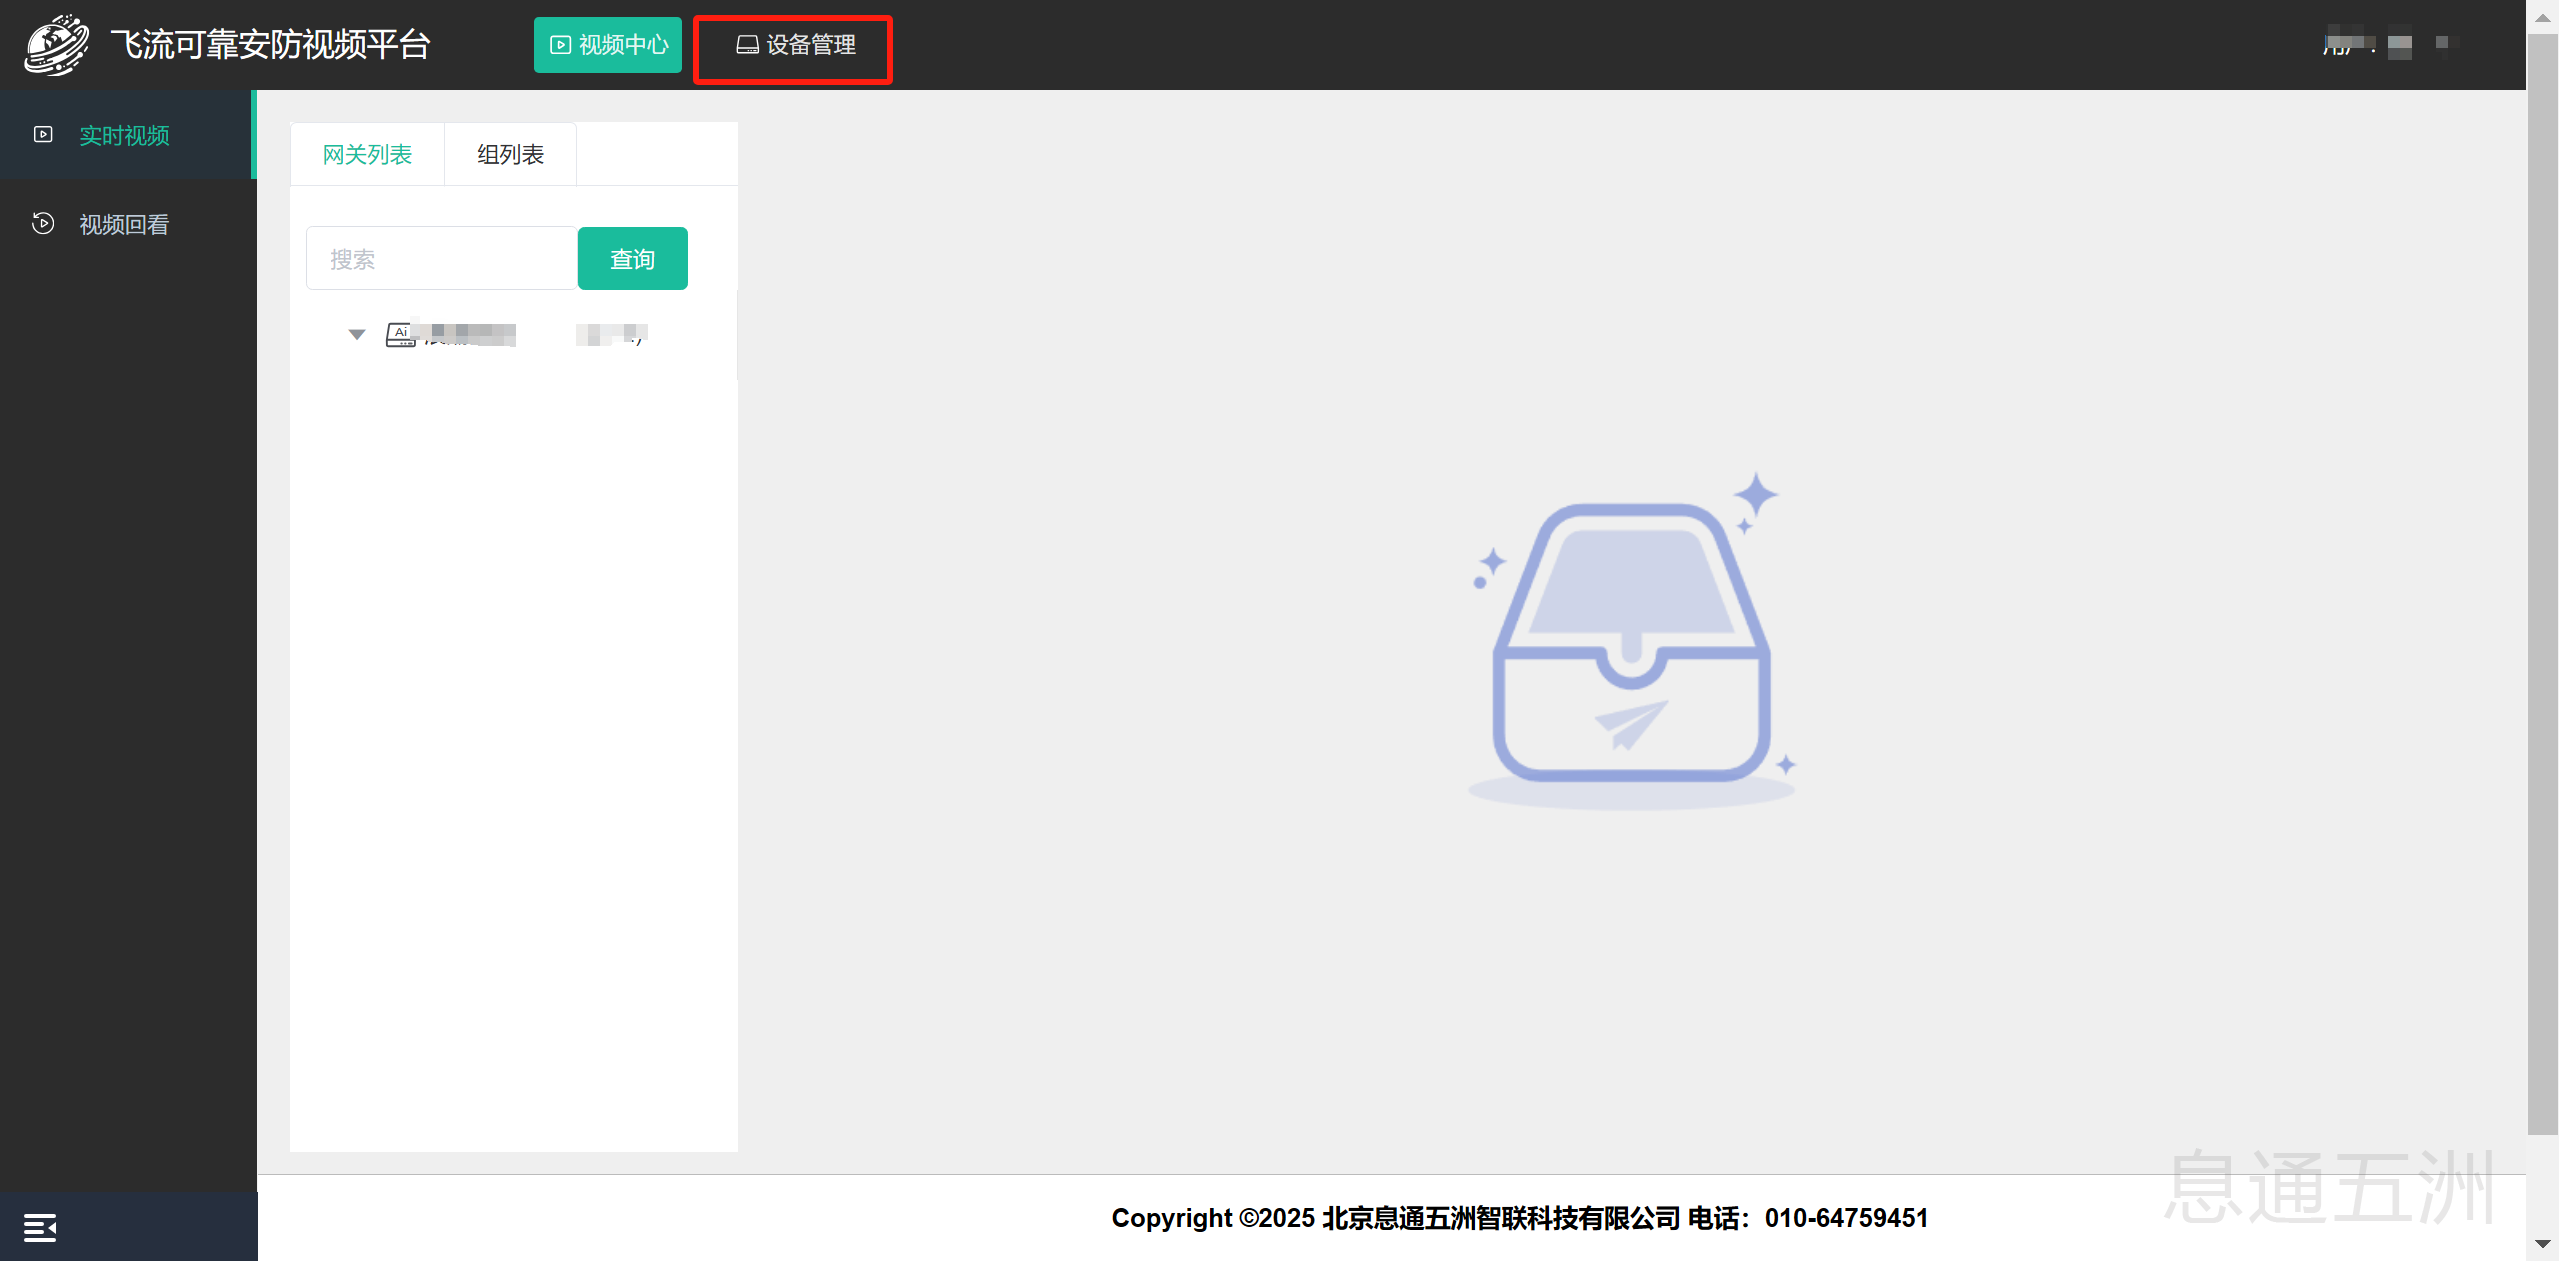 飞流可靠安防视频平台
视频中心
设备管理
实时视频
视频回看
网关列表
组列表
搜索
查询
Ai
息通五洲
Copyright ©2025 北京息通五洲智联科技有限公司 电话：010-64759451